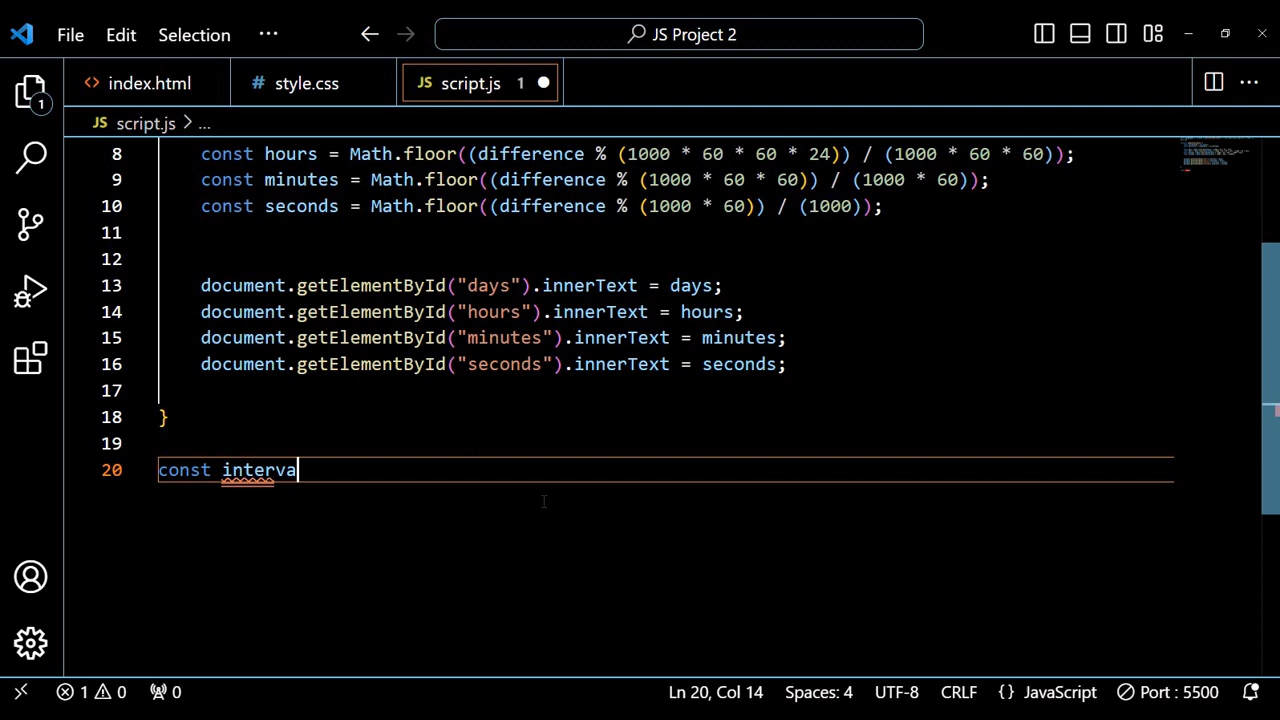 File Edit Selection ··· JS Project 2
index.html # style.css JS script.js 1
JS script.js > ...
1
8 const hours = Math.floor((difference % (1000 * 60 * 60 * 24)) / (1000 * 60 * 60));
9 const minutes = Math.floor((difference % (1000 * 60 * 60)) / (1000 * 60));
10 const seconds = Math.floor((difference % (1000 * 60)) / (1000));
11
12
13 document.getElementById("days").innerText = days;
14 document.getElementById("hours").innerText = hours;
15 document.getElementById("minutes").innerText = minutes;
16 document.getElementById("seconds").innerText = seconds;
17
18 }
19
20 const interva
1 0 0 Ln 20, Col 14 Spaces: 4 UTF-8 CRLF {} JavaScript Port : 5500